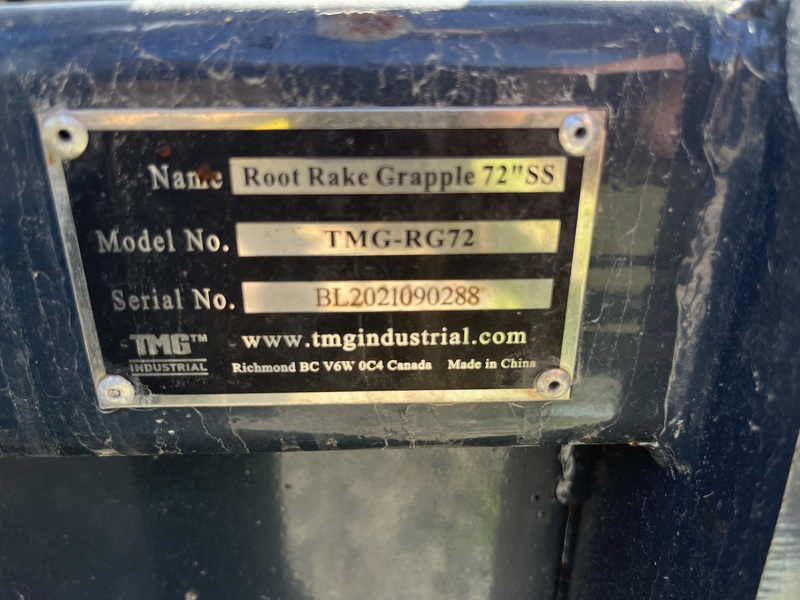 Name Root Rake Grapple 72"SS
Model No. TMG-RG72
Serial No. BL2021090288
TMG™ www.tmgindustrial.com
INDUSTRIAL Richmond BC V6W 0C4 Canada Made in China